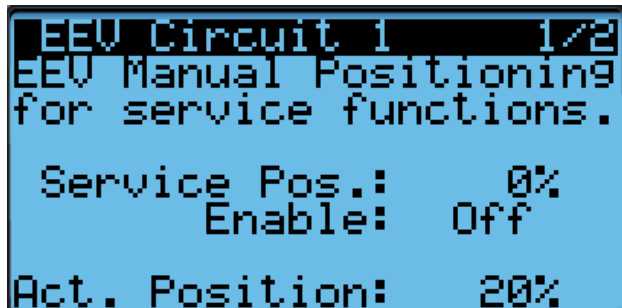 EEV Circuit 1 1/2
EEV Manual Positioning
for service functions.
Service Pos.: 0%
Enable: Off
Act. Position: 20%